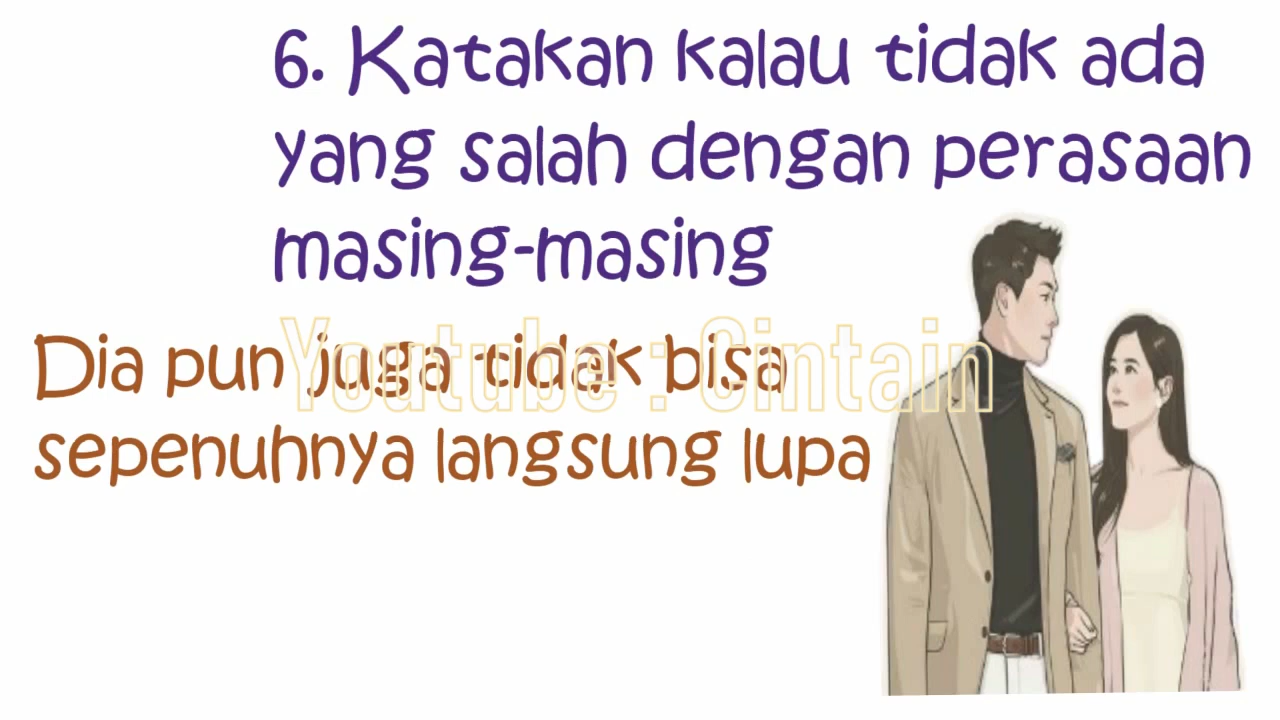 6. Katakan kalau tidak ada
yang salah dengan perasaan
masing-masing
Dia pun juga tidak bisa
Youtube : Cintain
sepenuhnya langsung lupa